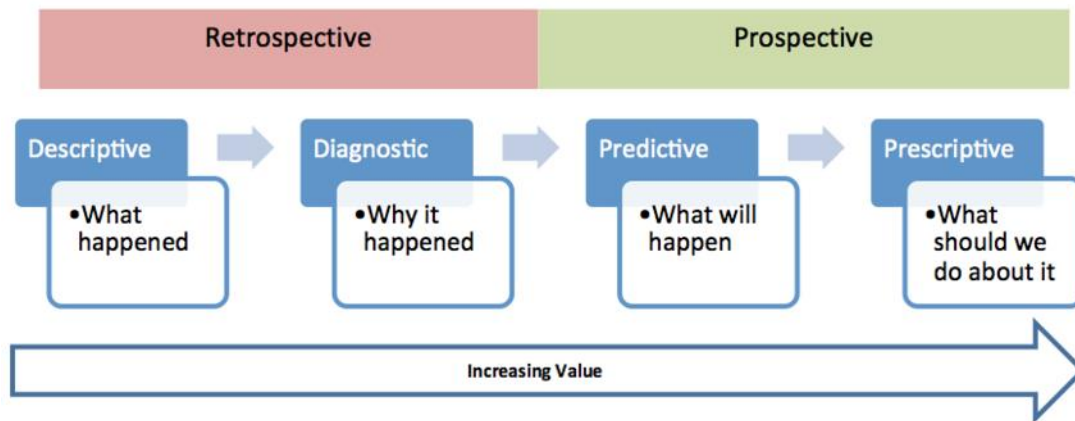 Retrospective
Prospective
Descriptive
•What
happened
Diagnostic
•Why it
happened
Predictive
•What will
happen
Prescriptive
•What
should we
do about it
Increasing Value